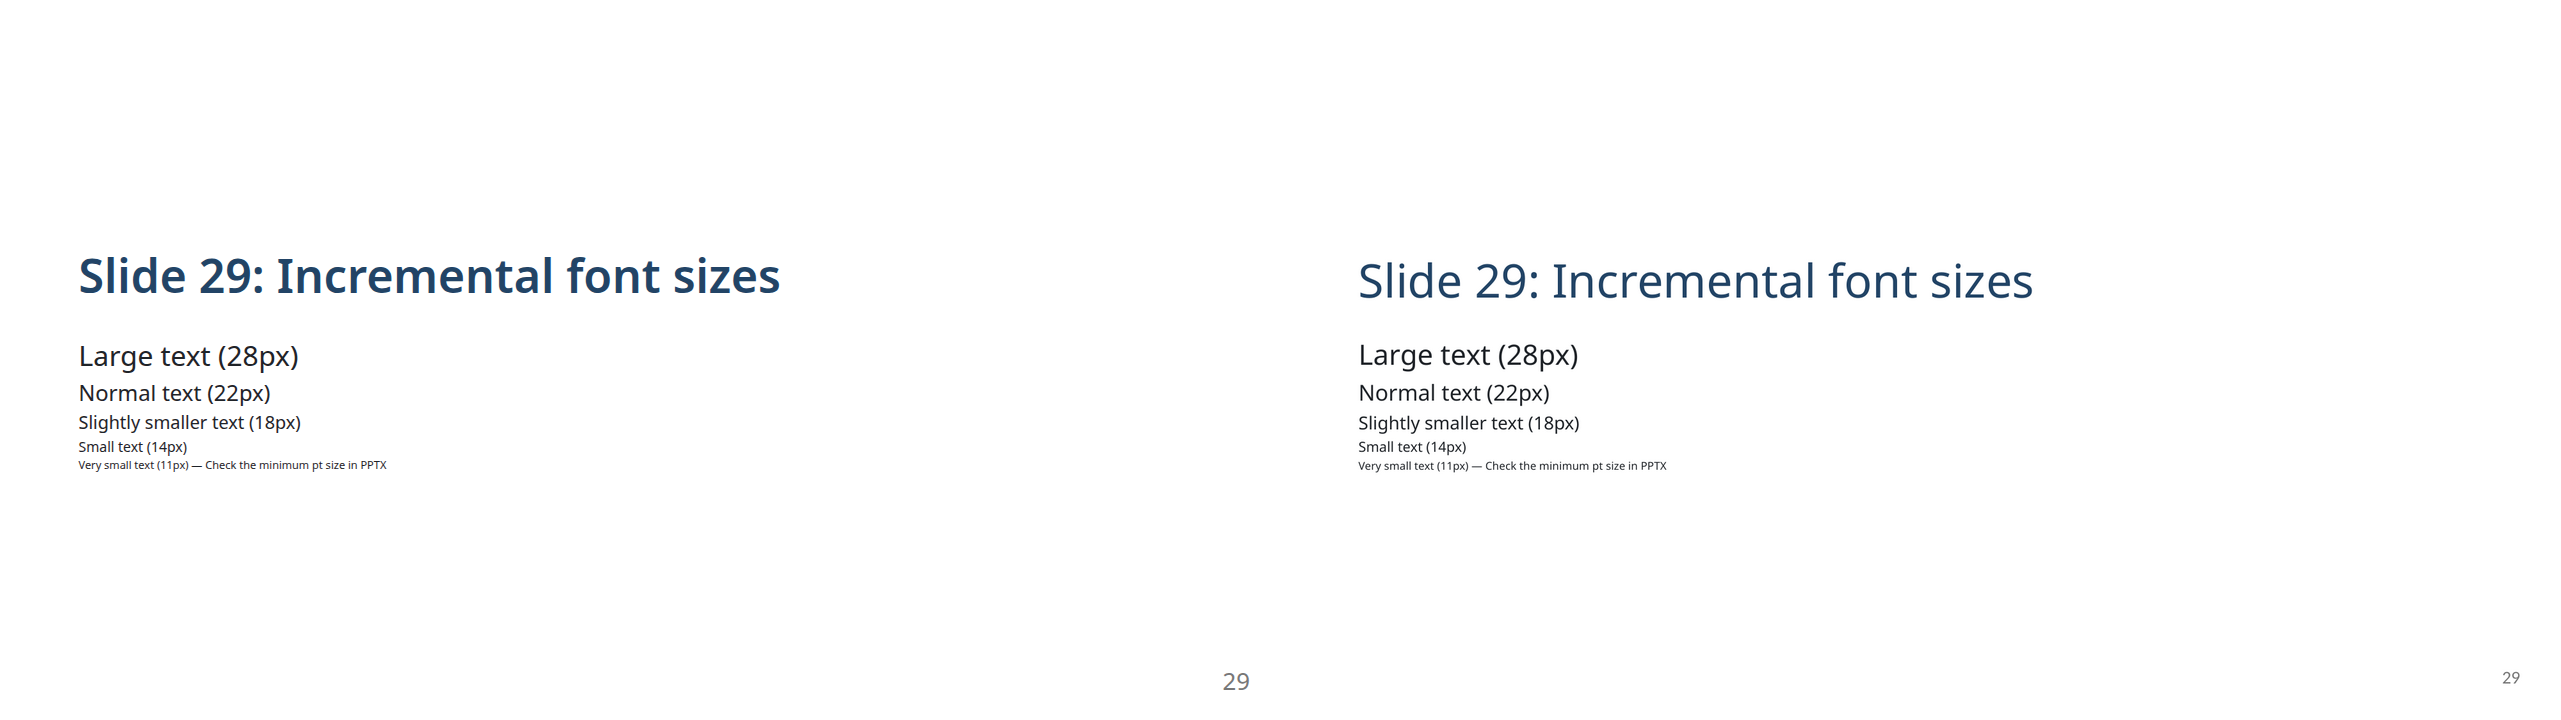 Slide 29: Incremental font sizes
Large text (28px)
Normal text (22px)
Slightly smaller text (18px)
Small text (14px)
Very small text (11px) — Check the minimum pt size in PPTX
29
Slide 29: Incremental font sizes
Large text (28px)
Normal text (22px)
Slightly smaller text (18px)
Small text (14px)
Very small text (11px) — Check the minimum pt size in PPTX
29